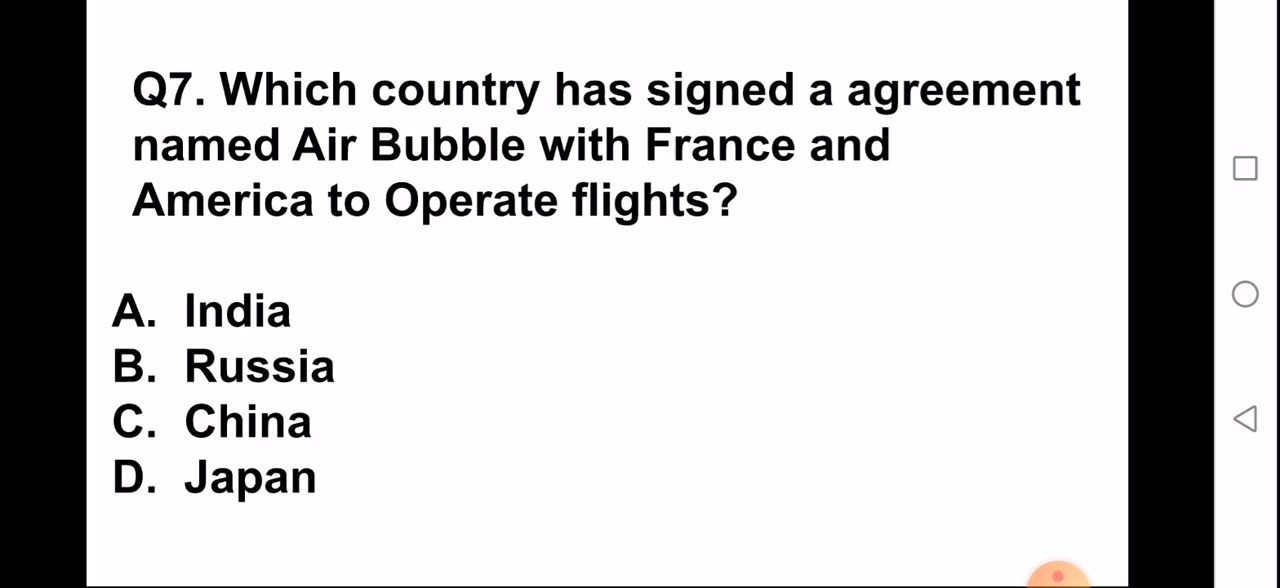 Q7. Which country has signed a agreement
named Air Bubble with France and
America to Operate flights?
A. India
B. Russia
C. China
D. Japan